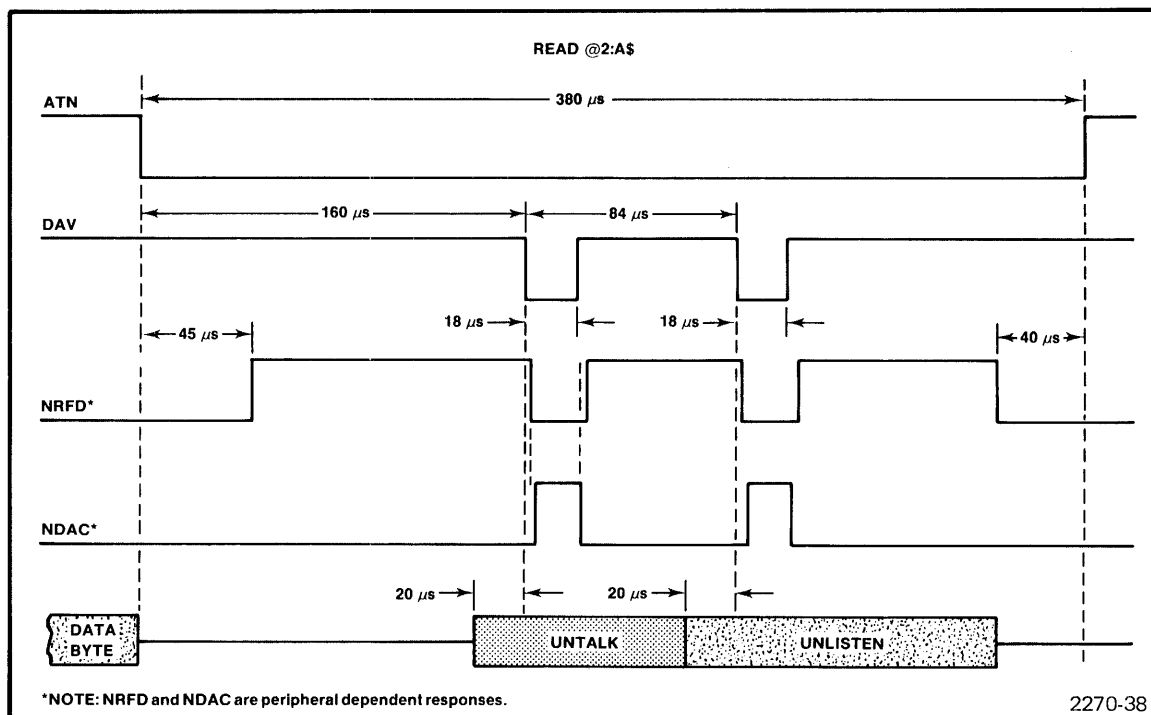 READ @2:A$
ATN
380 µs
160 µs
84 µs
DAV
18 µs
18 µs
45 µs
40 µs
NRFD*
NDAC*
20 µs
20 µs
DATA
BYTE
UNTALK
UNLISTEN
*NOTE: NRFD and NDAC are peripheral dependent responses.
2270-38